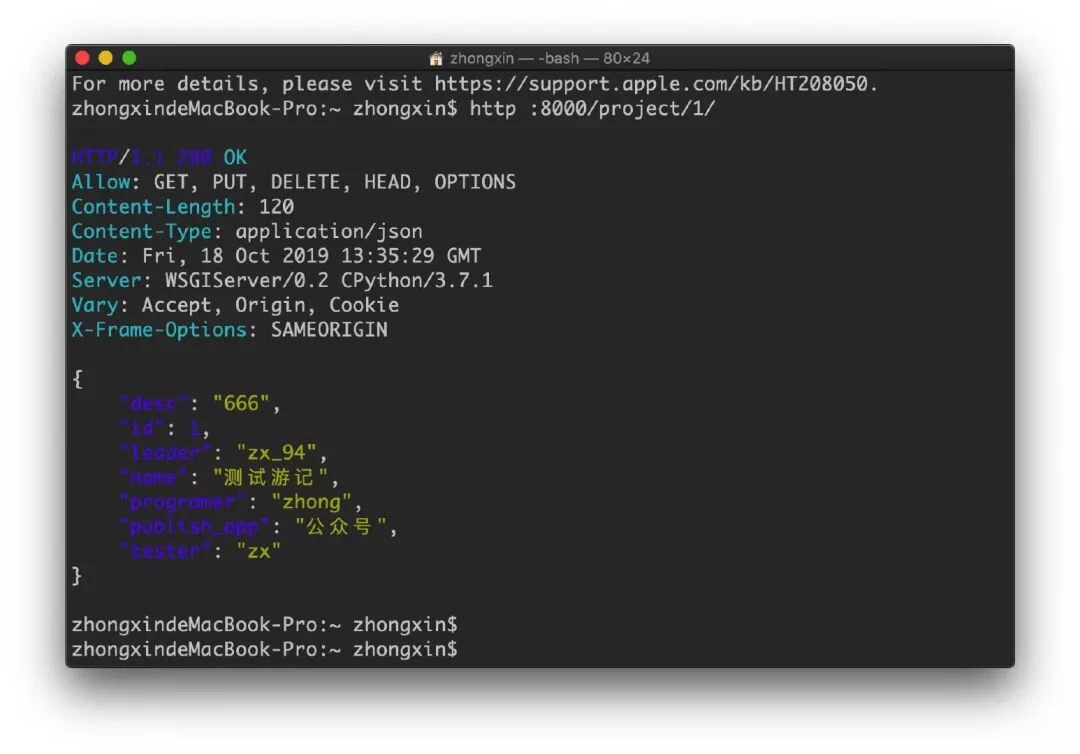 zhongxin — -bash — 80×24
For more details, please visit https://support.apple.com/kb/HT208050.
zhongxindeMacBook-Pro:~ zhongxin$ http :8000/project/1/
HTTP/1.1 200 OK
Allow: GET, PUT, DELETE, HEAD, OPTIONS
Content-Length: 120
Content-Type: application/json
Date: Fri, 18 Oct 2019 13:35:29 GMT
Server: WSGIServer/0.2 CPython/3.7.1
Vary: Accept, Origin, Cookie
X-Frame-Options: SAMEORIGIN
{
"desc": "666",
"id": 1,
"leader": "zx_94",
"name": "测试游记",
"programer": "zhong",
"publish_app": "公众号",
"tester": "zx"
}
zhongxindeMacBook-Pro:~ zhongxin$
zhongxindeMacBook-Pro:~ zhongxin$